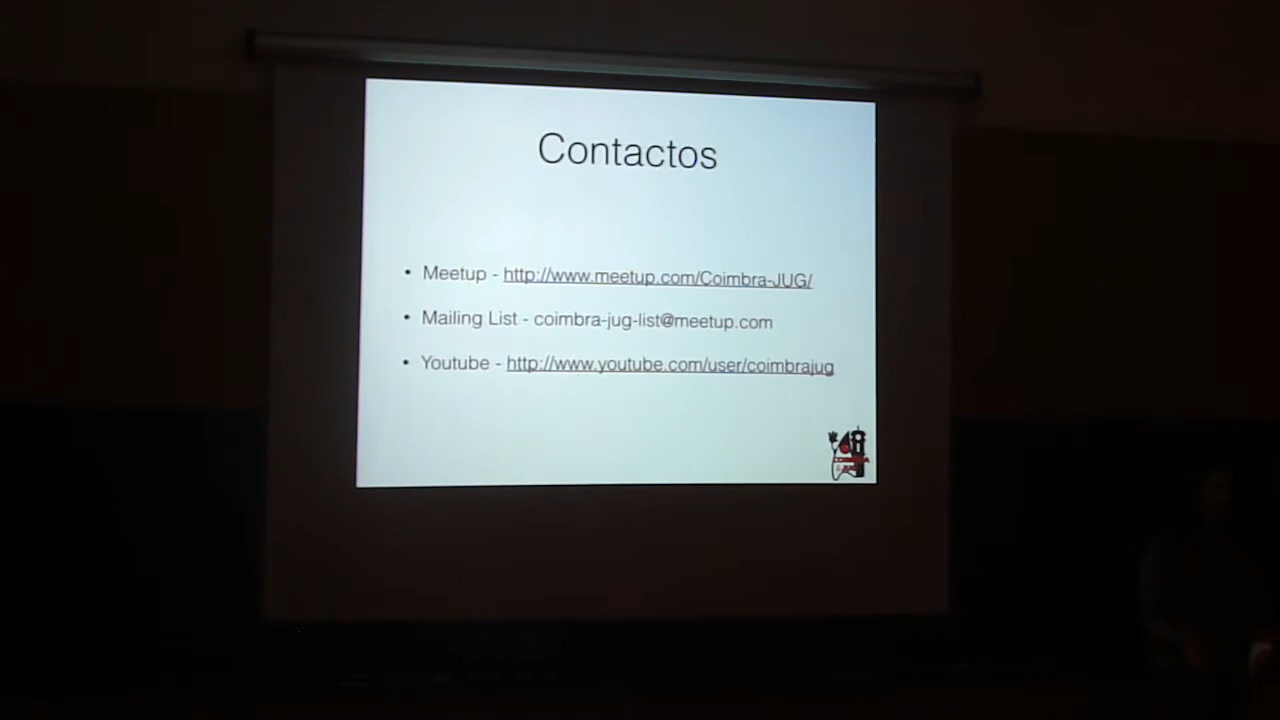 Contactos
• Meetup - http://www.meetup.com/Coimbra-JUG/
• Mailing List - coimbra-jug-list@meetup.com
• Youtube - http://www.youtube.com/user/coimbrajug